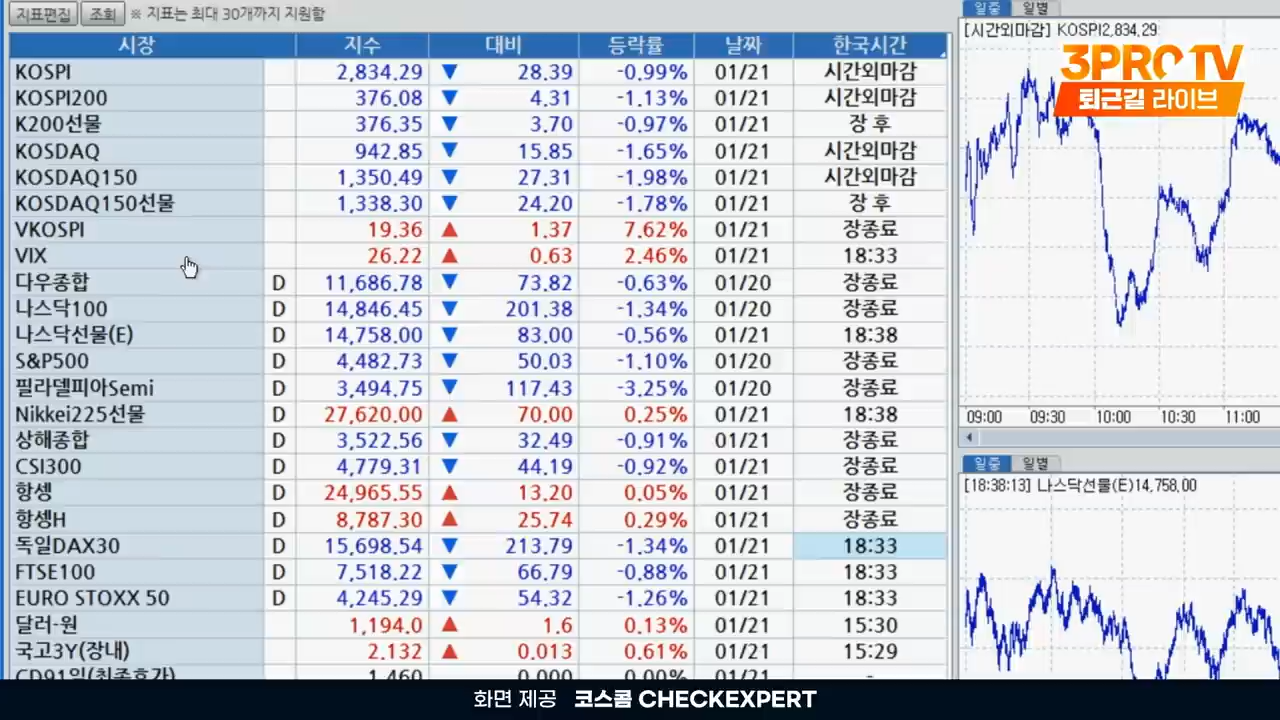 지표편집 조회 ※ 지표는 최대 30개까지 지원함
시장 지수 대비 등락률 날짜 한국시간
KOSPI 2,834.29 ▼ 28.39 -0.99% 01/21 시간외마감
KOSPI200 376.08 ▼ 4.31 -1.13% 01/21 시간외마감
K200선물 376.35 ▼ 3.70 -0.97% 01/21 장 후
KOSDAQ 942.85 ▼ 15.85 -1.65% 01/21 시간외마감
KOSDAQ150 1,350.49 ▼ 27.31 -1.98% 01/21 시간외마감
KOSDAQ150선물 1,338.30 ▼ 24.20 -1.78% 01/21 장 후
VKOSPI 19.36 ▲ 1.37 7.62% 01/21 장종료
VIX 26.22 ▲ 0.63 2.46% 01/21 18:33
다우종합 D 11,686.78 ▼ 73.82 -0.63% 01/20 장종료
나스닥100 D 14,846.45 ▼ 201.38 -1.34% 01/20 장종료
나스닥선물(E) D 14,758.00 ▼ 83.00 -0.56% 01/21 18:38
S&P500 D 4,482.73 ▼ 50.03 -1.10% 01/20 장종료
필라델피아Semi D 3,494.75 ▼ 117.43 -3.25% 01/20 장종료
Nikkei225선물 D 27,620.00 ▲ 70.00 0.25% 01/21 18:38
상해종합 D 3,522.56 ▼ 32.49 -0.91% 01/21 장종료
CSI300 D 4,779.31 ▼ 44.19 -0.92% 01/21 장종료
항셍 D 24,965.55 ▲ 13.20 0.05% 01/21 장종료
항셍H D 8,787.30 ▲ 25.74 0.29% 01/21 장종료
독일DAX30 D 15,698.54 ▼ 213.79 -1.34% 01/21 18:33
FTSE100 D 7,518.22 ▼ 66.79 -0.88% 01/21 18:33
EURO STOXX 50 D 4,245.29 ▼ 54.32 -1.26% 01/21 18:33
달러-원 1,194.0 ▲ 1.6 0.13% 01/21 15:30
국고3Y(장내) 2.132 ▲ 0.013 0.61% 01/21 15:29
CD91일(최종호가) 1.460 0.000 0.00% 01/21 -
일중 일별
[시간외마감] KOSPI2,834.29
3PRO TV
퇴근길 라이브
09:00 09:30 10:00 10:30 11:00
일중 일별
[18:38:13] 나스닥선물(E)14,758.00
화면 제공 코스콤 CHECKEXPERT